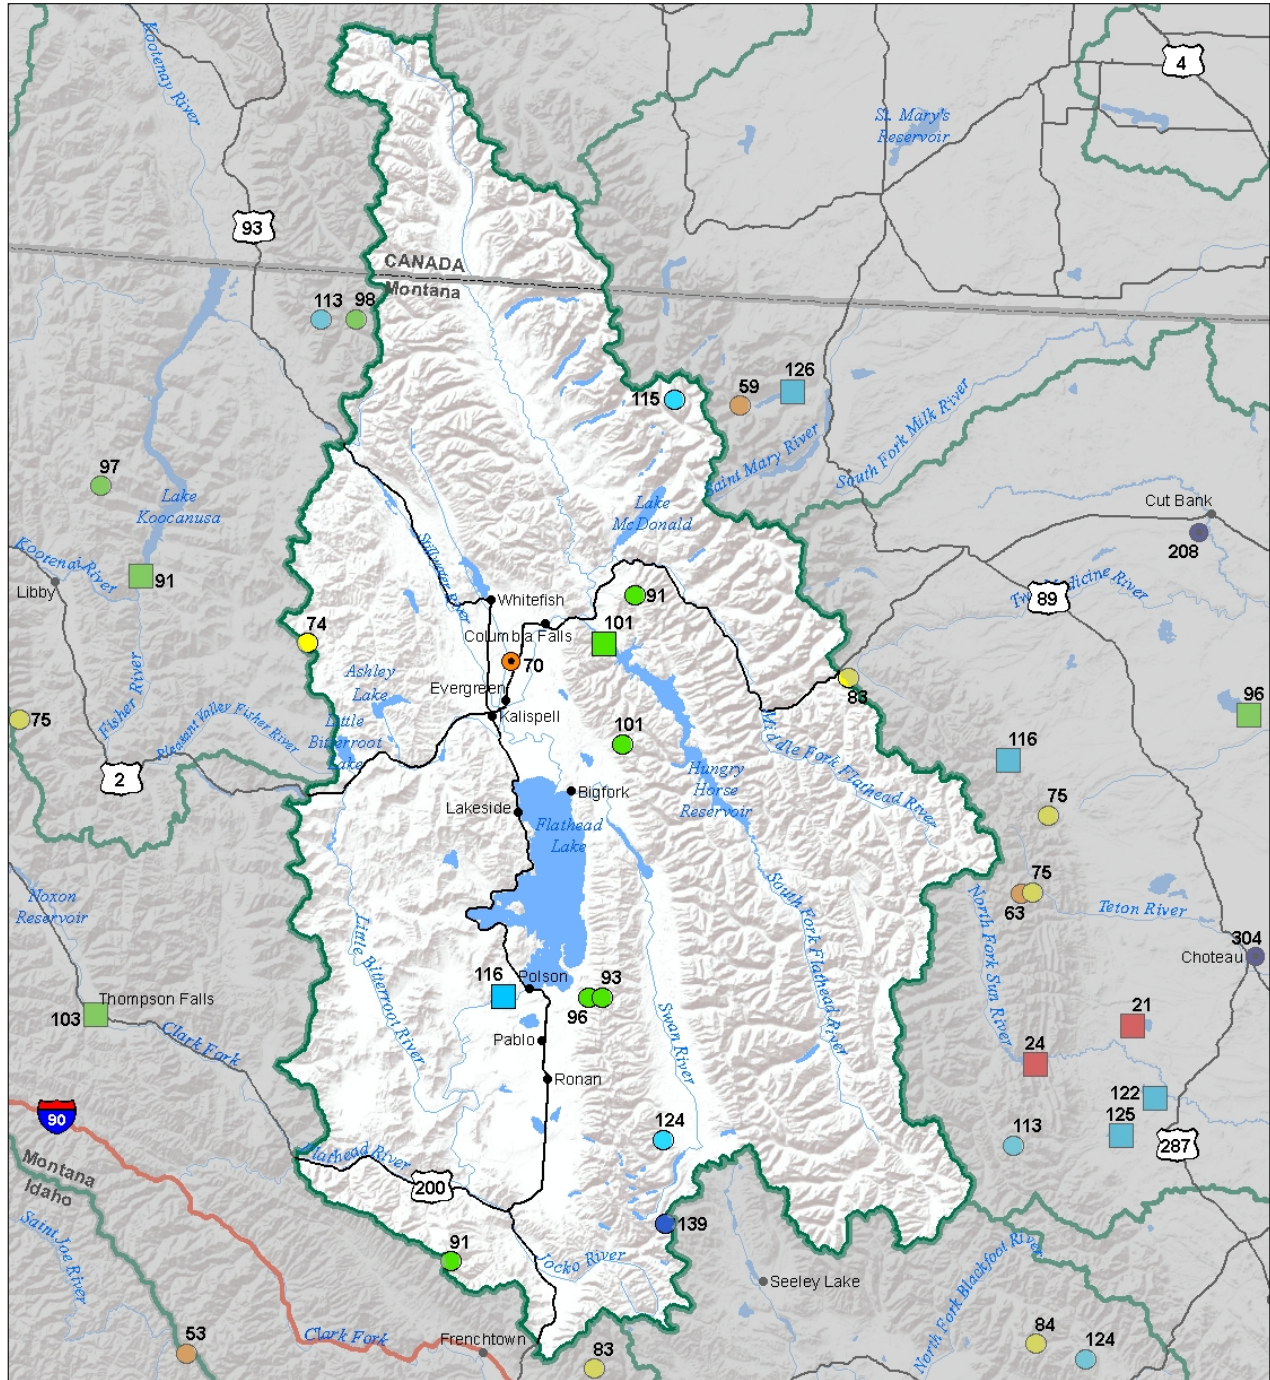 Kootenay River
4
St. Mary's
Reservoir
93
CANADA
Montana
113
98
115
59
126
Saint Mary River
South Fork Milk River
97
Lake
Koocanusa
Lake
McDonald
Cut Bank
208
Kootenai River
Libby
91
Stillwater River
Whitefish
91
89
Two Medicine River
74
Columbia Falls
101
70
Fisher River
Ashley
Lake
Evergreen
83
75
Pleasant Valley Fisher River
Little
Bitterroot
Lake
Kalispell
101
96
Middle Fork Flathead River
116
2
Hungry
Horse
Reservoir
Bigfork
Lakeside
Flathead
Lake
75
Noxon
Reservoir
75
63
North Fork Sun River
Teton River
Little Bitterroot River
South Fork Flathead River
304
Choteau
116
Polson
93
96
Thompson Falls
103
Clark Fark
Swan River
21
Pablo
24
Ronan
90
122
125
124
113
287
Montana
Idaho
Flathead River
200
Saint Joe River
139
91
Jocko River
Seeley Lake
North Fork Blackfoot River
53
Clark Fork
Frenchtown
83
84
124